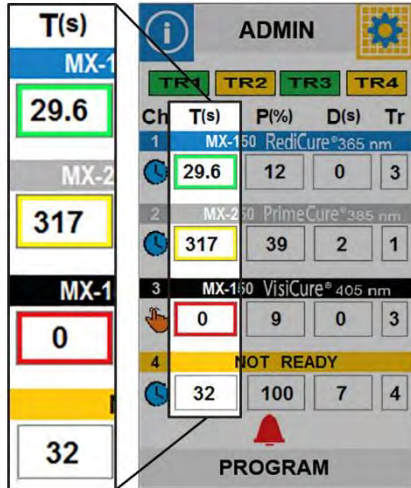 T(s)
MX-1
29.6
MX-2
317
MX-1
0
32
i ADMIN
TR1 TR2 TR3 TR4
Ch T(s) P(%) D(s) Tr
1 MX-150 RediCure®365 nm
29.6 12 0 3
2 MX-250 PrimeCure®385 nm
317 39 2 1
3 MX-150 VisiCure® 405 nm
0 9 0 3
4 NOT READY
32 100 7 4
PROGRAM